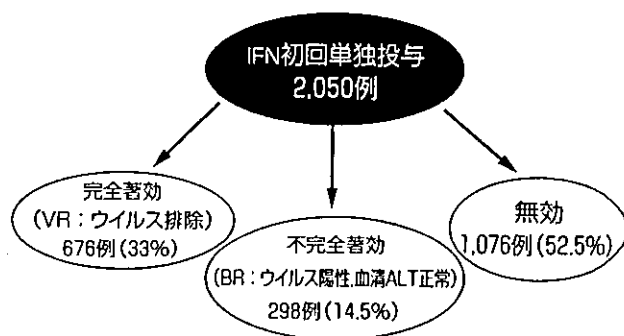 IFN初回単独投与
2,050例
完全著効
(VR：ウイルス排除)
676例(33%)
不完全著効
(BR：ウイルス陽性,血清ALT正常)
298例(14.5%)
無効
1,076例(52.5%)